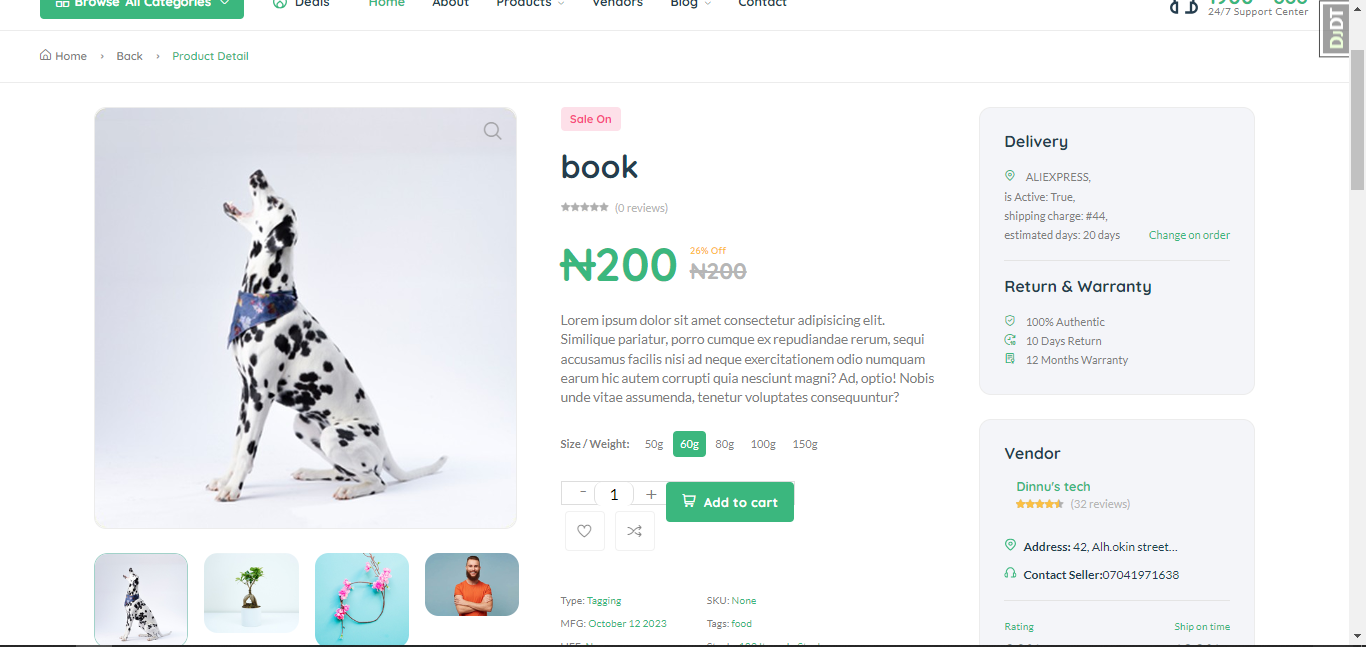 Browse All Categories
Deals
Home
About
Products
Vendors
Blog
Contact
24/7 Support Center
DJDT
Home › Back › Product Detail
Sale On
book
(0 reviews)
₦200
26% Off
₦200
Lorem ipsum dolor sit amet consectetur adipisicing elit.
Similique pariatur, porro cumque ex repudiandae rerum, sequi
accusamus facilis nisi ad neque exercitationem odio numquam
earum hic autem corrupti quia nesciunt magni? Ad, optio! Nobis
unde vitae assumenda, tenetur voluptates consequuntur?
Size / Weight: 50g 60g 80g 100g 150g
- 1 + Add to cart
Type: Tagging
SKU: None
MFG: October 12 2023
Tags: food
Delivery
ALIEXPRESS,
is Active: True,
shipping charge: #44,
estimated days: 20 days
Change on order
Return & Warranty
100% Authentic
10 Days Return
12 Months Warranty
Vendor
Dinnu's tech
(32 reviews)
Address: 42, Alh.okin street...
Contact Seller:07041971638
Rating
Ship on time